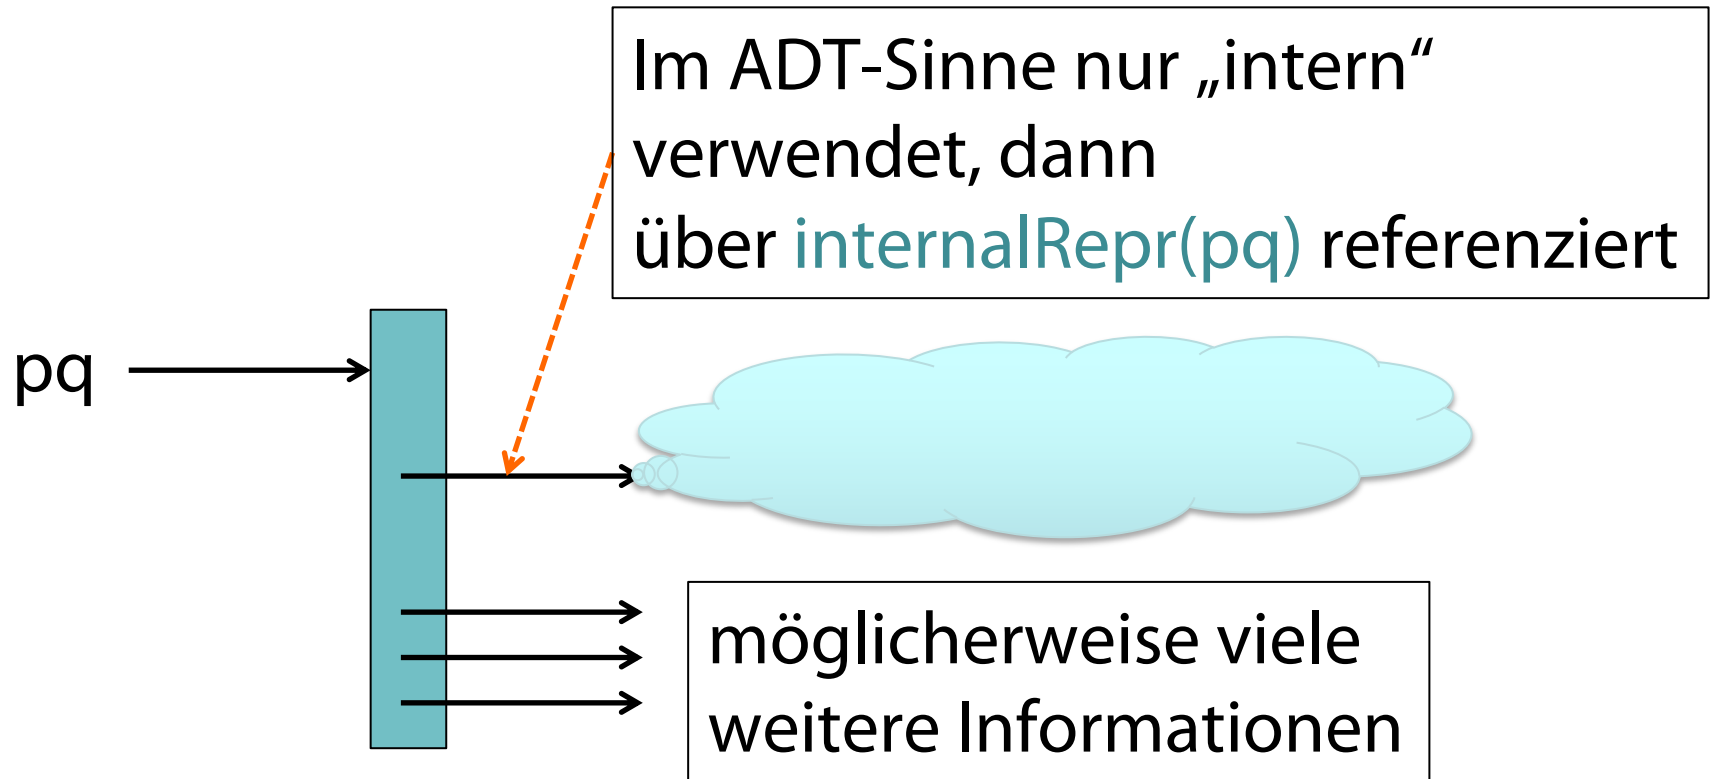 Im ADT-Sinne nur „intern“
verwendet, dann
über internalRepr(pq) referenziert
pq
möglicherweise viele
weitere Informationen